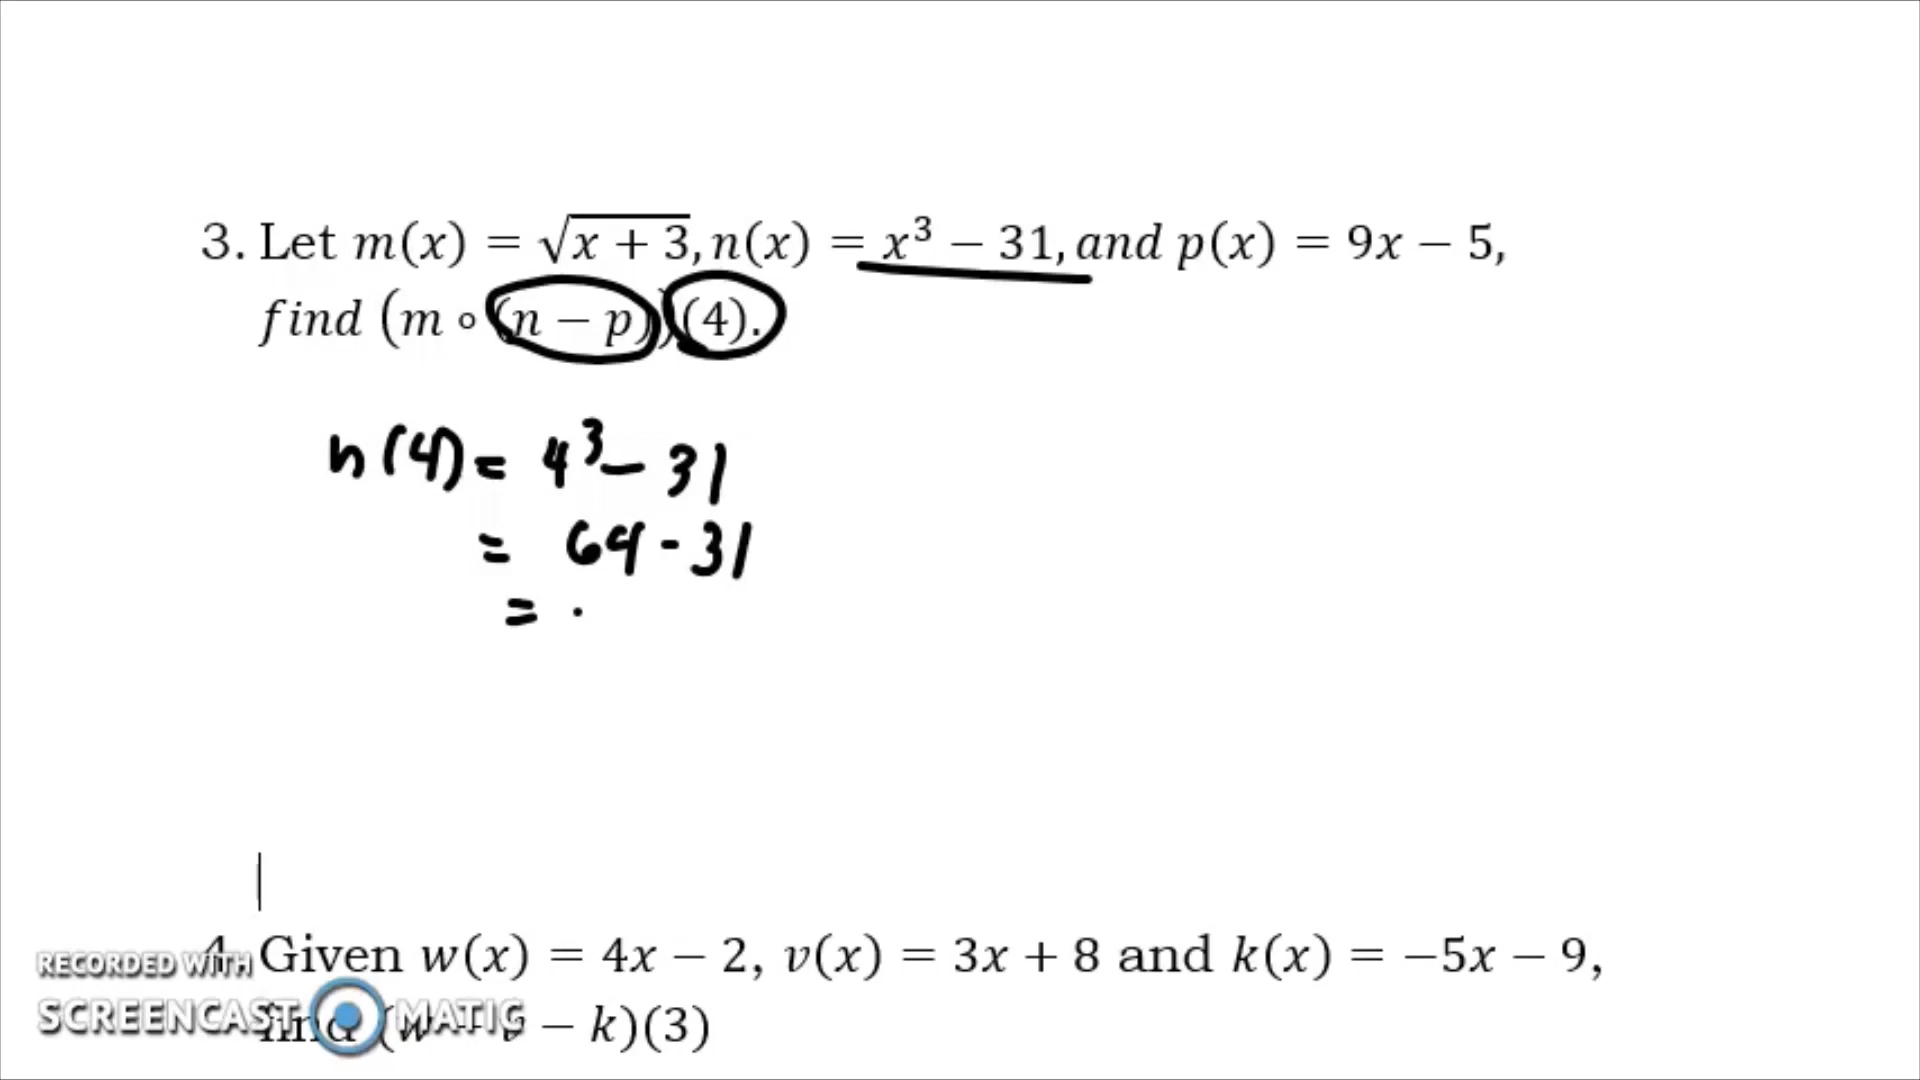 3. Let m(x) = √x + 3, n(x) = x³ − 31, and p(x) = 9x − 5,
find (m ∘ (n − p))(4).
n(4) = 4³ − 31
= 64 - 31
=
4. Given w(x) = 4x − 2, v(x) = 3x + 8 and k(x) = −5x − 9,
find (w − k)(3)
RECORDED WITH
SCREENCAST MATIC